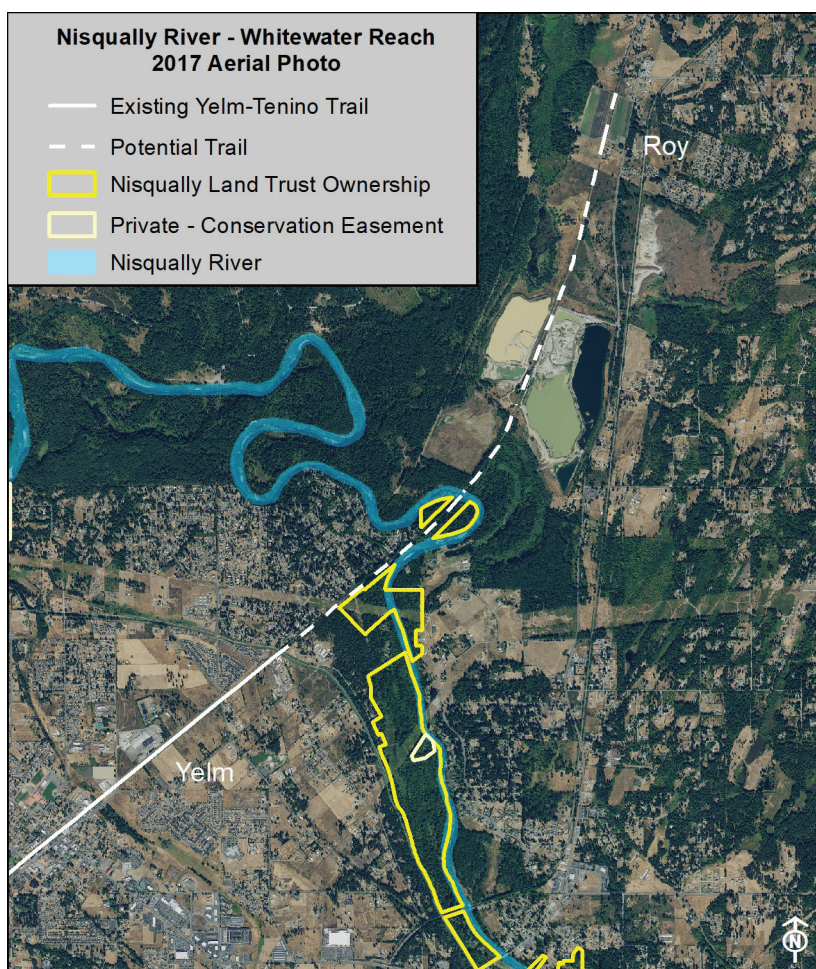 Nisqually River - Whitewater Reach
2017 Aerial Photo
Existing Yelm-Tenino Trail
Potential Trail
Nisqually Land Trust Ownership
Private - Conservation Easement
Nisqually River
Roy
Yelm
N